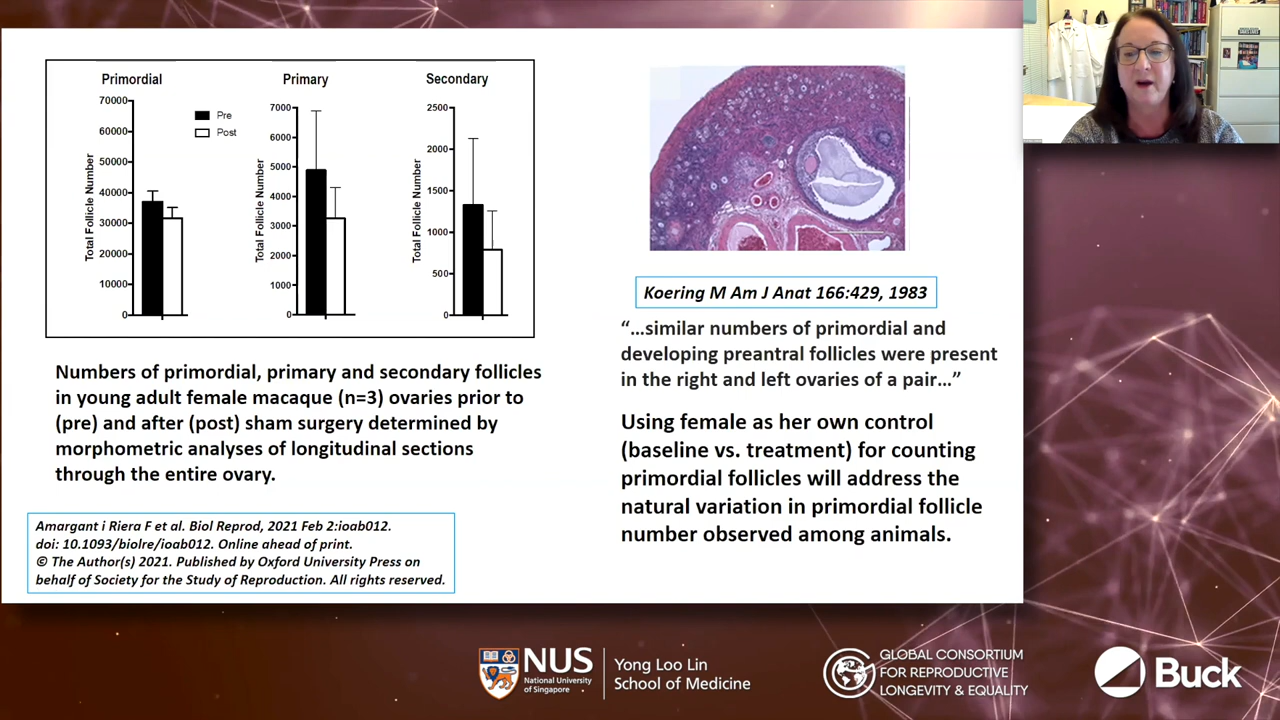 Primordial
70000
60000
50000
40000
30000
20000
10000
0
Total Follicle Number
Pre
Post
Primary
7000
6000
5000
4000
3000
2000
1000
0
Total Follicle Number
Secondary
2500
2000
1500
1000
500
0
Total Follicle Number
Numbers of primordial, primary and secondary follicles
in young adult female macaque (n=3) ovaries prior to
(pre) and after (post) sham surgery determined by
morphometric analyses of longitudinal sections
through the entire ovary.
Amargant i Riera F et al. Biol Reprod, 2021 Feb 2:ioab012.
doi: 10.1093/biolre/ioab012. Online ahead of print.
© The Author(s) 2021. Published by Oxford University Press on
behalf of Society for the Study of Reproduction. All rights reserved.
Koering M Am J Anat 166:429, 1983
“…similar numbers of primordial and
developing preantral follicles were present
in the right and left ovaries of a pair…”
Using female as her own control
(baseline vs. treatment) for counting
primordial follicles will address the
natural variation in primordial follicle
number observed among animals.
NUS
National University
of Singapore
Yong Loo Lin
School of Medicine
GLOBAL CONSORTIUM
FOR REPRODUCTIVE
LONGEVITY & EQUALITY
Buck